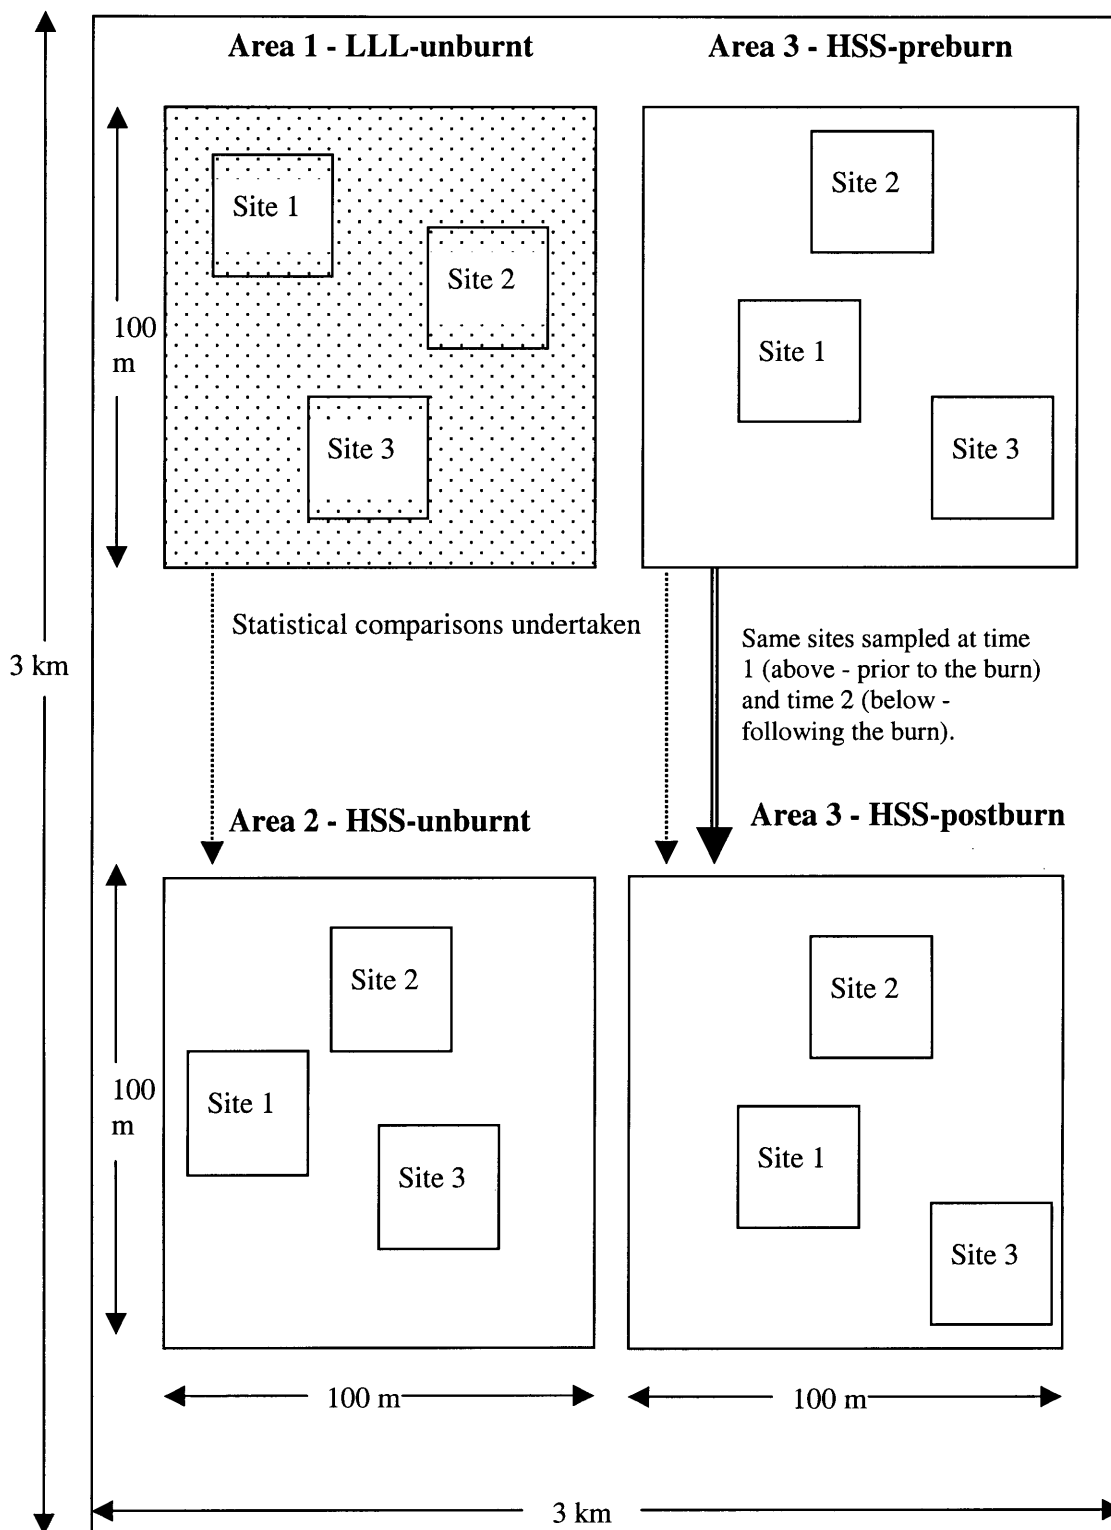 Area 1 - LLL-unburnt
Area 3 - HSS-preburn
Site 1
Site 2
Site 3
100
m
Site 2
Site 1
Site 3
3 km
Statistical comparisons undertaken
Same sites sampled at time
1 (above - prior to the burn)
and time 2 (below -
following the burn).
Area 2 - HSS-unburnt
Area 3 - HSS-postburn
Site 2
Site 1
Site 3
100
m
Site 2
Site 1
Site 3
100 m
100 m
3 km